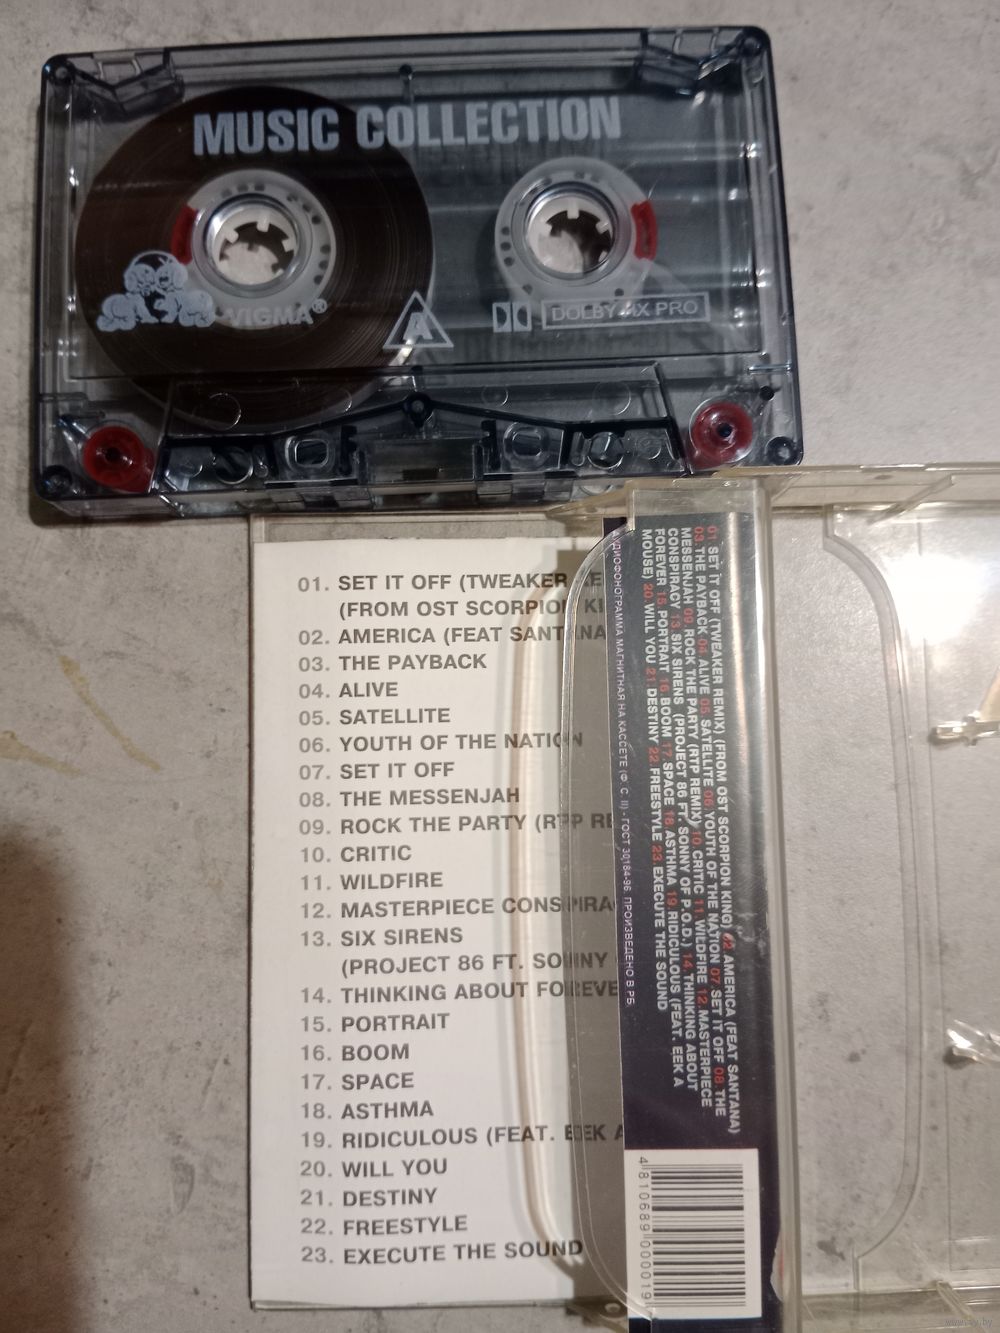 MUSIC COLLECTION
VIGMA®
A
DOLBY HX PRO
01. SET IT OFF (TWEAKER RE
(FROM OST SCORPION KI
02. AMERICA (FEAT SANTANA
03. THE PAYBACK
04. ALIVE
05. SATELLITE
06. YOUTH OF THE NATION
07. SET IT OFF
08. THE MESSENJAH
09. ROCK THE PARTY (RTP RE
10. CRITIC
11. WILDFIRE
12. MASTERPIECE CONSPIRAC
13. SIX SIRENS
(PROJECT 86 FT. SONNY
14. THINKING ABOUT FOREVE
15. PORTRAIT
16. BOOM
17. SPACE
18. ASTHMA
19. RIDICULOUS (FEAT. EEK A
20. WILL YOU
21. DESTINY
22. FREESTYLE
23. EXECUTE THE SOUND
01. SET IT OFF (TWEAKER REMIX) (FROM OST SCORPION KING) 02. AMERICA (FEAT SANTANA)
03. THE PAYBACK 04. ALIVE 05. SATELLITE 06. YOUTH OF THE NATION 07. SET IT OFF 08. THE
MESSENJAH 09. ROCK THE PARTY (RTP REMIX) 10. CRITIC 11. WILDFIRE 12. MASTERPIECE
CONSPIRACY 13. SIX SIRENS (PROJECT 86 FT. SONNY OF P.O.D.) 14. THINKING ABOUT
FOREVER 15. PORTRAIT 16. BOOM 17. SPACE 18. ASTHMA 19. RIDICULOUS (FEAT. EEK A
MOUSE) 20. WILL YOU 21. DESTINY 22. FREESTYLE 23. EXECUTE THE SOUND
АУДИОФОНОГРАММА МАГНИТНАЯ НА КАССЕТЕ (Ф. С. II) - ГОСТ 30184-96. ПРОИЗВЕДЕНО В РБ.
4 810689 000019